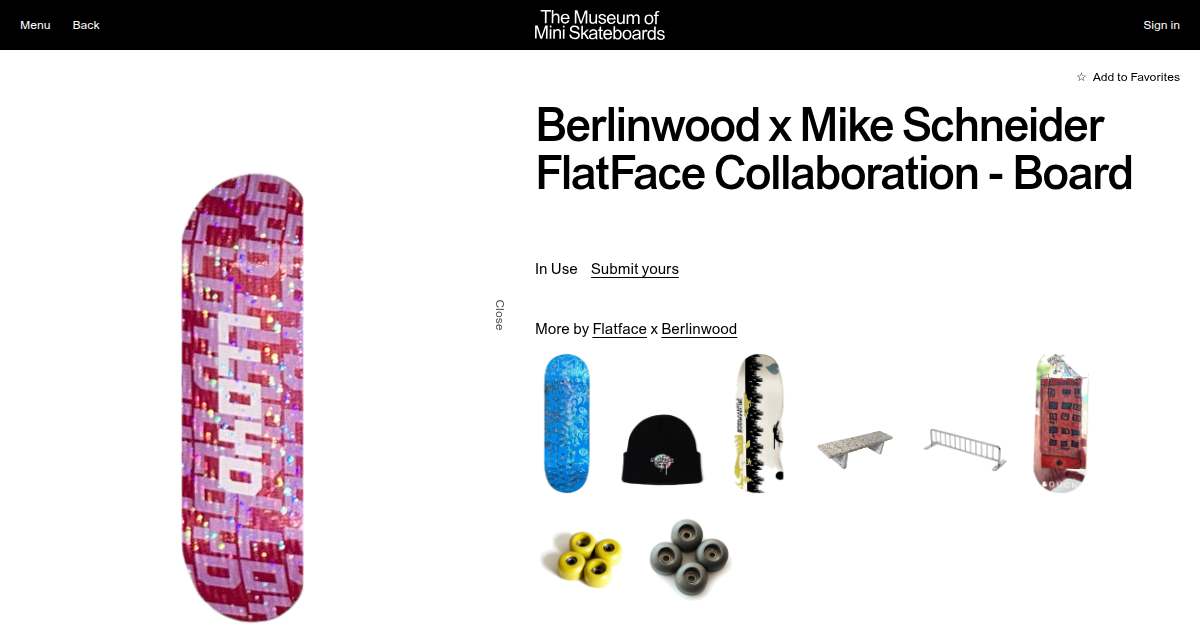 Menu
Back
The Museum of
Mini Skateboards
Sign in
☆ Add to Favorites
Berlinwood x Mike Schneider
FlatFace Collaboration - Board
In Use
Submit yours
Close
More by Flatface x Berlinwood